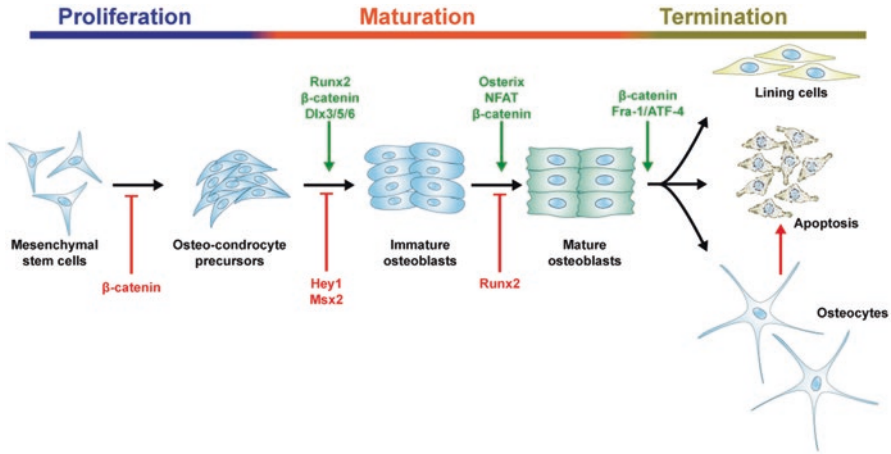 Proliferation
Maturation
Termination
Runx2
β-catenin
Dlx3/5/6
Osterix
NFAT
β-catenin
β-catenin
Fra-1/ATF-4
Lining cells
Mesenchymal
stem cells
Osteo-condrocyte
precursors
Immature
osteoblasts
Mature
osteoblasts
Apoptosis
β-catenin
Hey1
Msx2
Runx2
Osteocytes